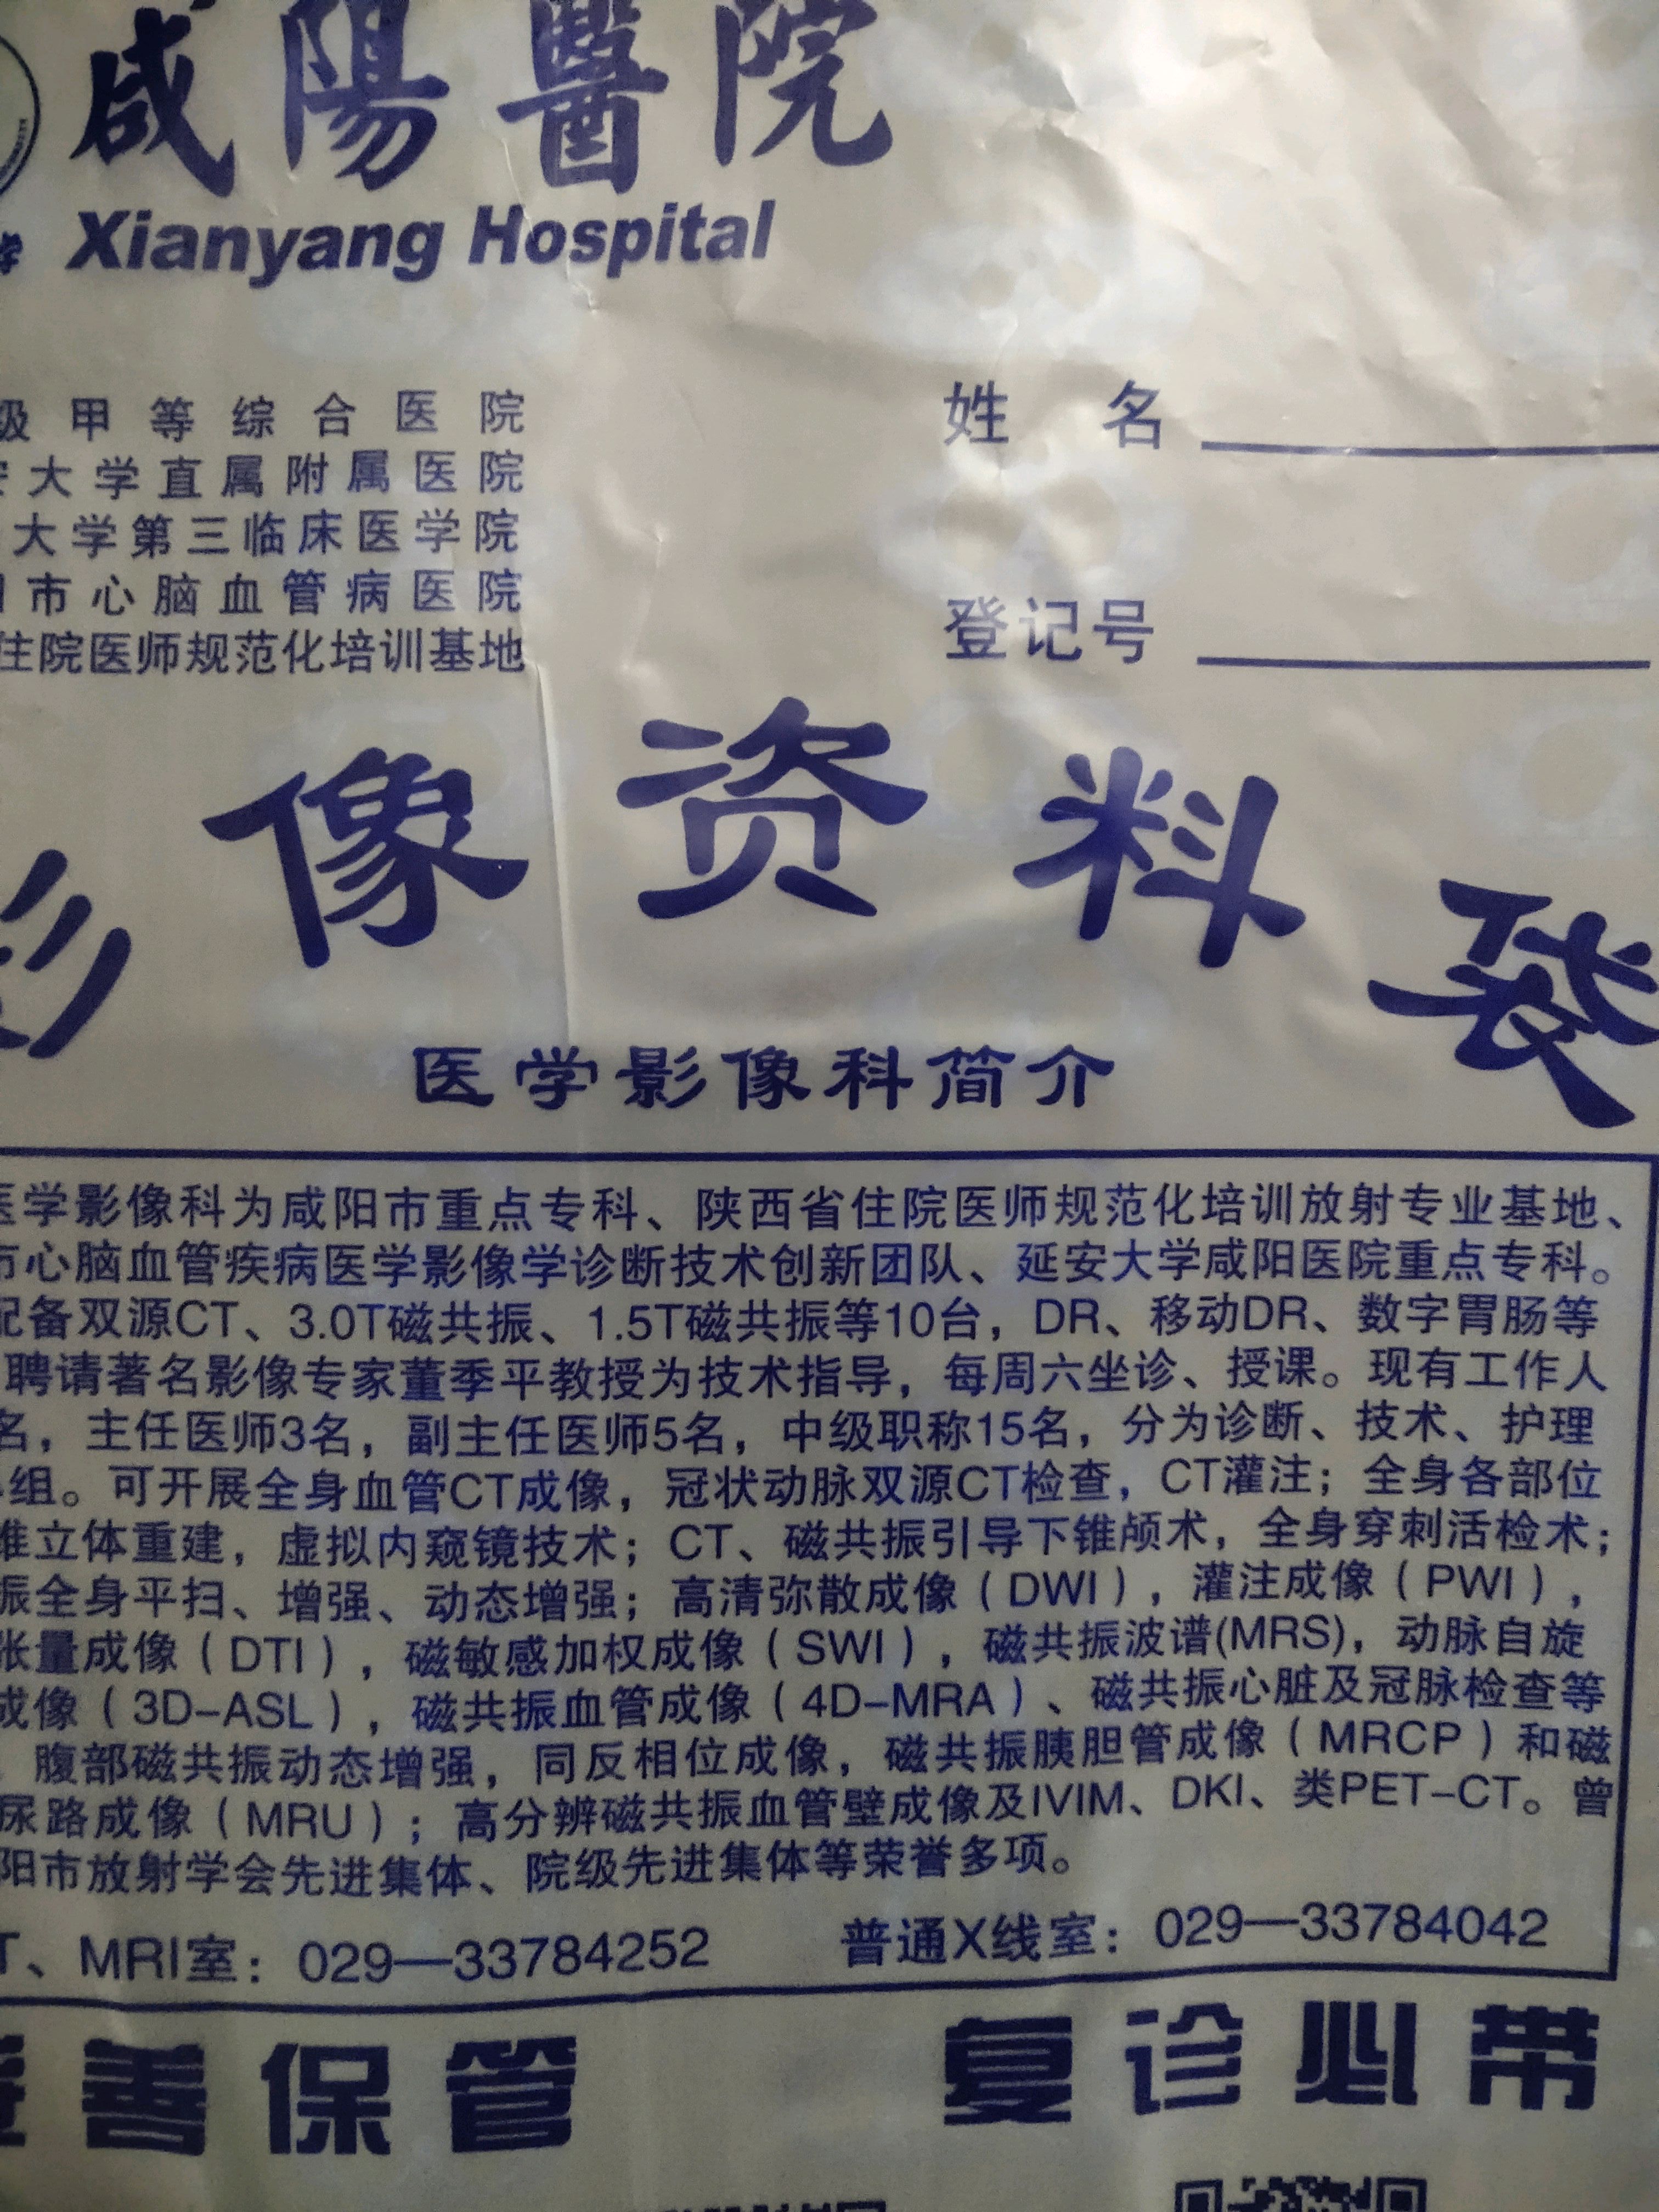 咸陽醫院
学 Xianyang Hospital
级甲等综合医院
姓 名
安大学直属附属医院
大学第三临床医学院
市心脑血管病医院
登记号
住院医师规范化培训基地
影像资料袋
医学影像科简介
医学影像科为咸阳市重点专科、陕西省住院医师规范化培训放射专业基地、
市心脑血管疾病医学影像学诊断技术创新团队、延安大学咸阳医院重点专科。
配备双源CT、3.0T磁共振、1.5T磁共振等10台，DR、移动DR、数字胃肠等
聘请著名影像专家董季平教授为技术指导，每周六坐诊、授课。现有工作人
名，主任医师3名，副主任医师5名，中级职称15名，分为诊断、技术、护理
组。可开展全身血管CT成像，冠状动脉双源CT检查，CT灌注；全身各部位
维立体重建，虚拟内窥镜技术；CT、磁共振引导下锥颅术，全身穿刺活检术；
振全身平扫、增强、动态增强；高清弥散成像（DWI），灌注成像（PWI），
张量成像（DTI），磁敏感加权成像（SWI），磁共振波谱(MRS)，动脉自旋
成像（3D-ASL），磁共振血管成像（4D-MRA）、磁共振心脏及冠脉检查等
腹部磁共振动态增强，同反相位成像，磁共振胰胆管成像（MRCP）和磁
尿路成像（MRU）；高分辨磁共振血管壁成像及IVIM、DKI、类PET-CT。曾
阳市放射学会先进集体、院级先进集体等荣誉多项。
T、MRI室：029—33784252 普通X线室：029—33784042
善保管 复诊必带